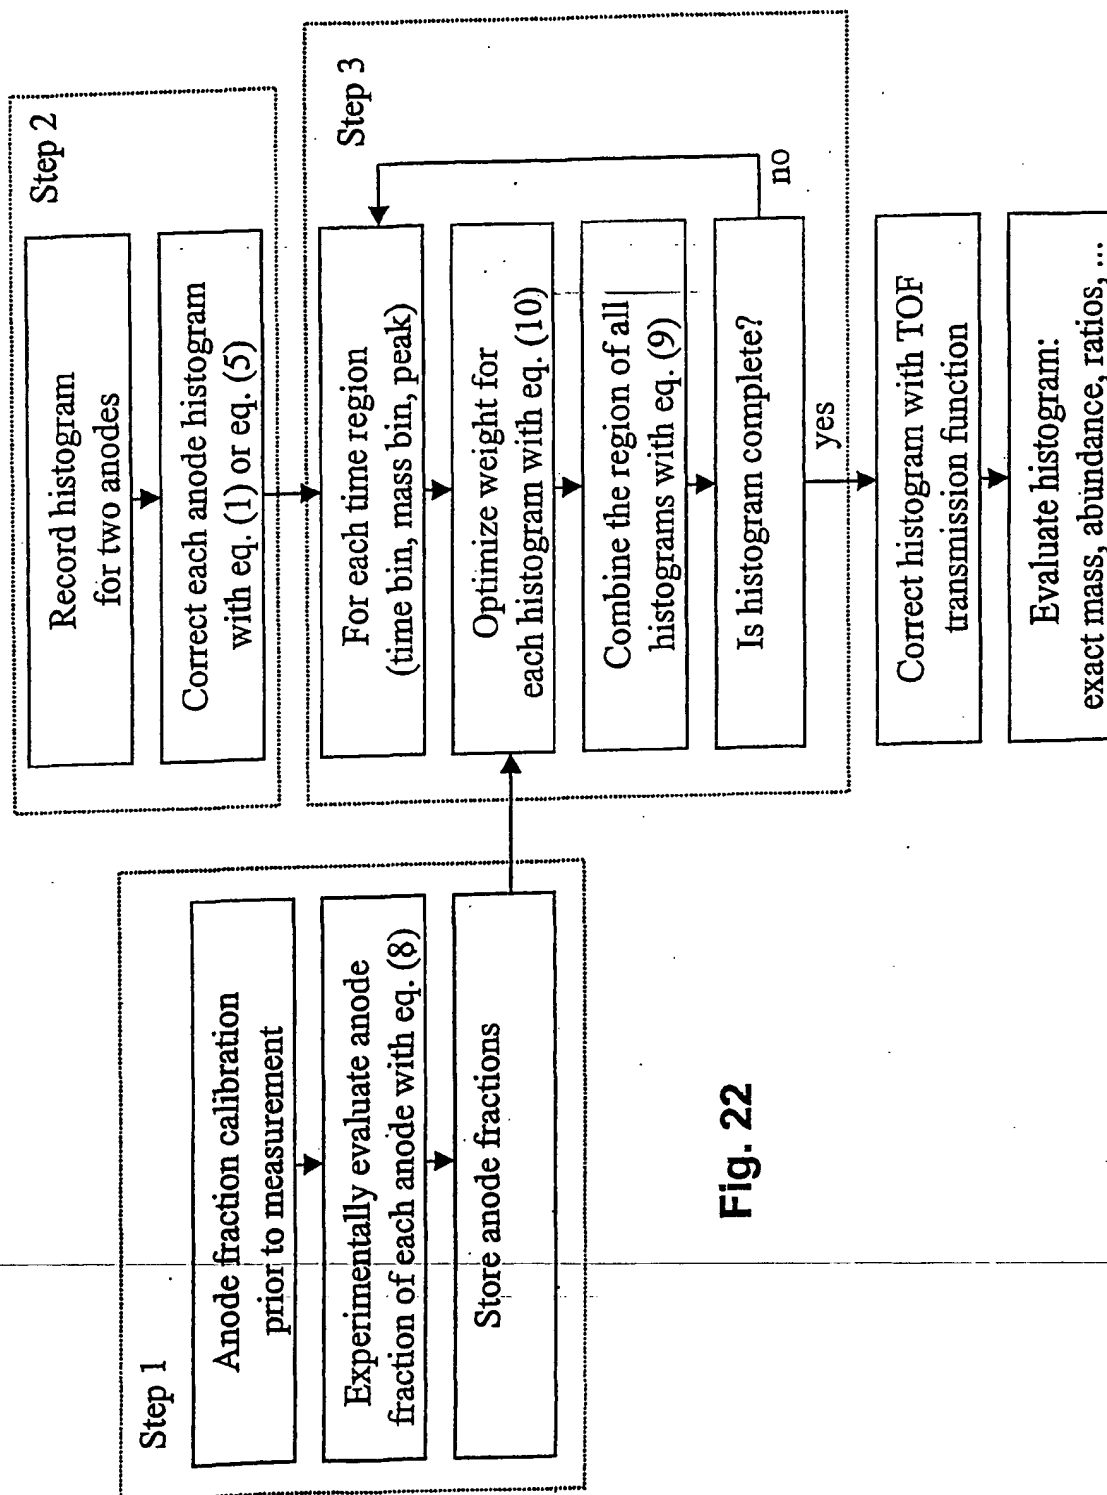 Step 1
Anode fraction calibration
prior to measurement
Experimentally evaluate anode
fraction of each anode with eq. (8)
Store anode fractions
Step 2
Record histogram
for two anodes
Correct each anode histogram
with eq. (1) or eq. (5)
Step 3
For each time region
(time bin, mass bin, peak)
Optimize weight for
each histogram with eq. (10)
Combine the region of all
histograms with eq. (9)
Is histogram complete?
no
yes
Correct histogram with TOF
transmission function
Evaluate histogram:
exact mass, abundance, ratios, ...
Fig. 22